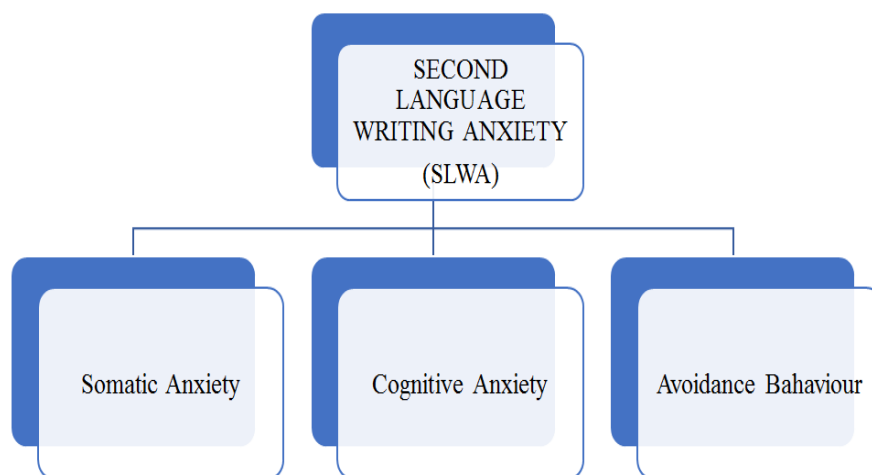 SECOND
LANGUAGE
WRITING ANXIETY
(SLWA)
Somatic Anxiety
Cognitive Anxiety
Avoidance Bahaviour